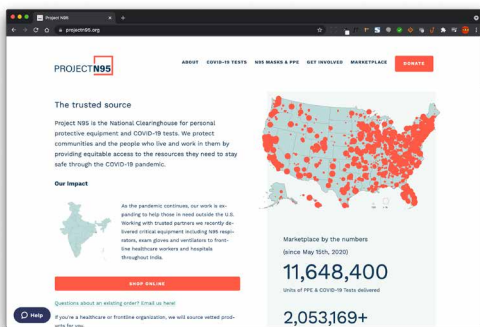 Project N95
projectn95.org
PROJECTN95
ABOUT COVID-19 TESTS N95 MASKS & PPE GET INVOLVED MARKETPLACE DONATE
The trusted source
Project N95 is the National Clearinghouse for personal
protective equipment and COVID-19 tests. We protect
communities and the people who live and work in them by
providing equitable access to the resources they need to stay
safe through the COVID-19 pandemic.
Our Impact
As the pandemic continues, our work is ex-
panding to help those in need outside the U.S.
Working with trusted partners we recently de-
livered critical equipment including N95 respi-
rators, exam gloves and ventilators to front-
line healthcare workers and hospitals
throughout India.
SHOP ONLINE
Questions about an existing order? Email us here!
If you're a healthcare or frontline organization, we will source vetted prod-
ucts for you.
Help
Marketplace by the numbers
(since May 15th, 2020)
11,648,400
Units of PPE & COVID-19 Tests delivered
2,053,169+